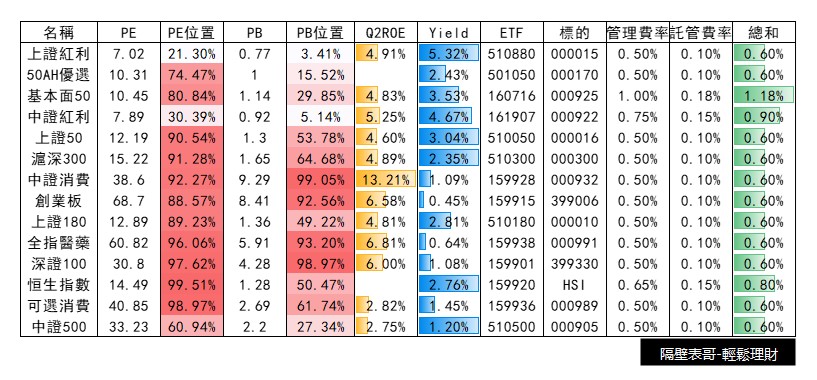 名稱 PE PE位置 PB PB位置 Q2ROE Yield ETF 標的 管理費率 託管費率 總和
上證紅利 7.02 21.30% 0.77 3.41% 4.91% 5.32% 510880 000015 0.50% 0.10% 0.60%
50AH優選 10.31 74.47% 1 15.52% 2.43% 501050 000170 0.50% 0.10% 0.60%
基本面50 10.45 80.84% 1.14 29.85% 4.83% 3.53% 160716 000925 1.00% 0.18% 1.18%
中證紅利 7.89 30.39% 0.92 5.14% 5.25% 4.67% 161907 000922 0.75% 0.15% 0.90%
上證50 12.19 90.54% 1.3 53.78% 4.60% 3.04% 510050 000016 0.50% 0.10% 0.60%
滬深300 15.22 91.28% 1.65 64.68% 4.89% 2.35% 510300 000300 0.50% 0.10% 0.60%
中證消費 38.6 92.27% 9.29 99.05% 13.21% 1.09% 159928 000932 0.50% 0.10% 0.60%
創業板 68.7 88.57% 8.41 92.56% 6.58% 0.45% 159915 399006 0.50% 0.10% 0.60%
上證180 12.89 89.23% 1.36 49.22% 4.81% 2.81% 510180 000010 0.50% 0.10% 0.60%
全指醫藥 60.82 96.06% 5.91 93.20% 6.81% 0.64% 159938 000991 0.50% 0.10% 0.60%
深證100 30.8 97.62% 4.28 98.97% 6.00% 1.08% 159901 399330 0.50% 0.10% 0.60%
恒生指數 14.49 99.51% 1.28 50.47% 2.76% 159920 HSI 0.65% 0.15% 0.80%
可選消費 40.85 98.97% 2.69 61.74% 2.82% 1.45% 159936 000989 0.50% 0.10% 0.60%
中證500 33.23 60.94% 2.2 27.34% 2.75% 1.20% 510500 000905 0.50% 0.10% 0.60%
隔壁表哥-輕鬆理財